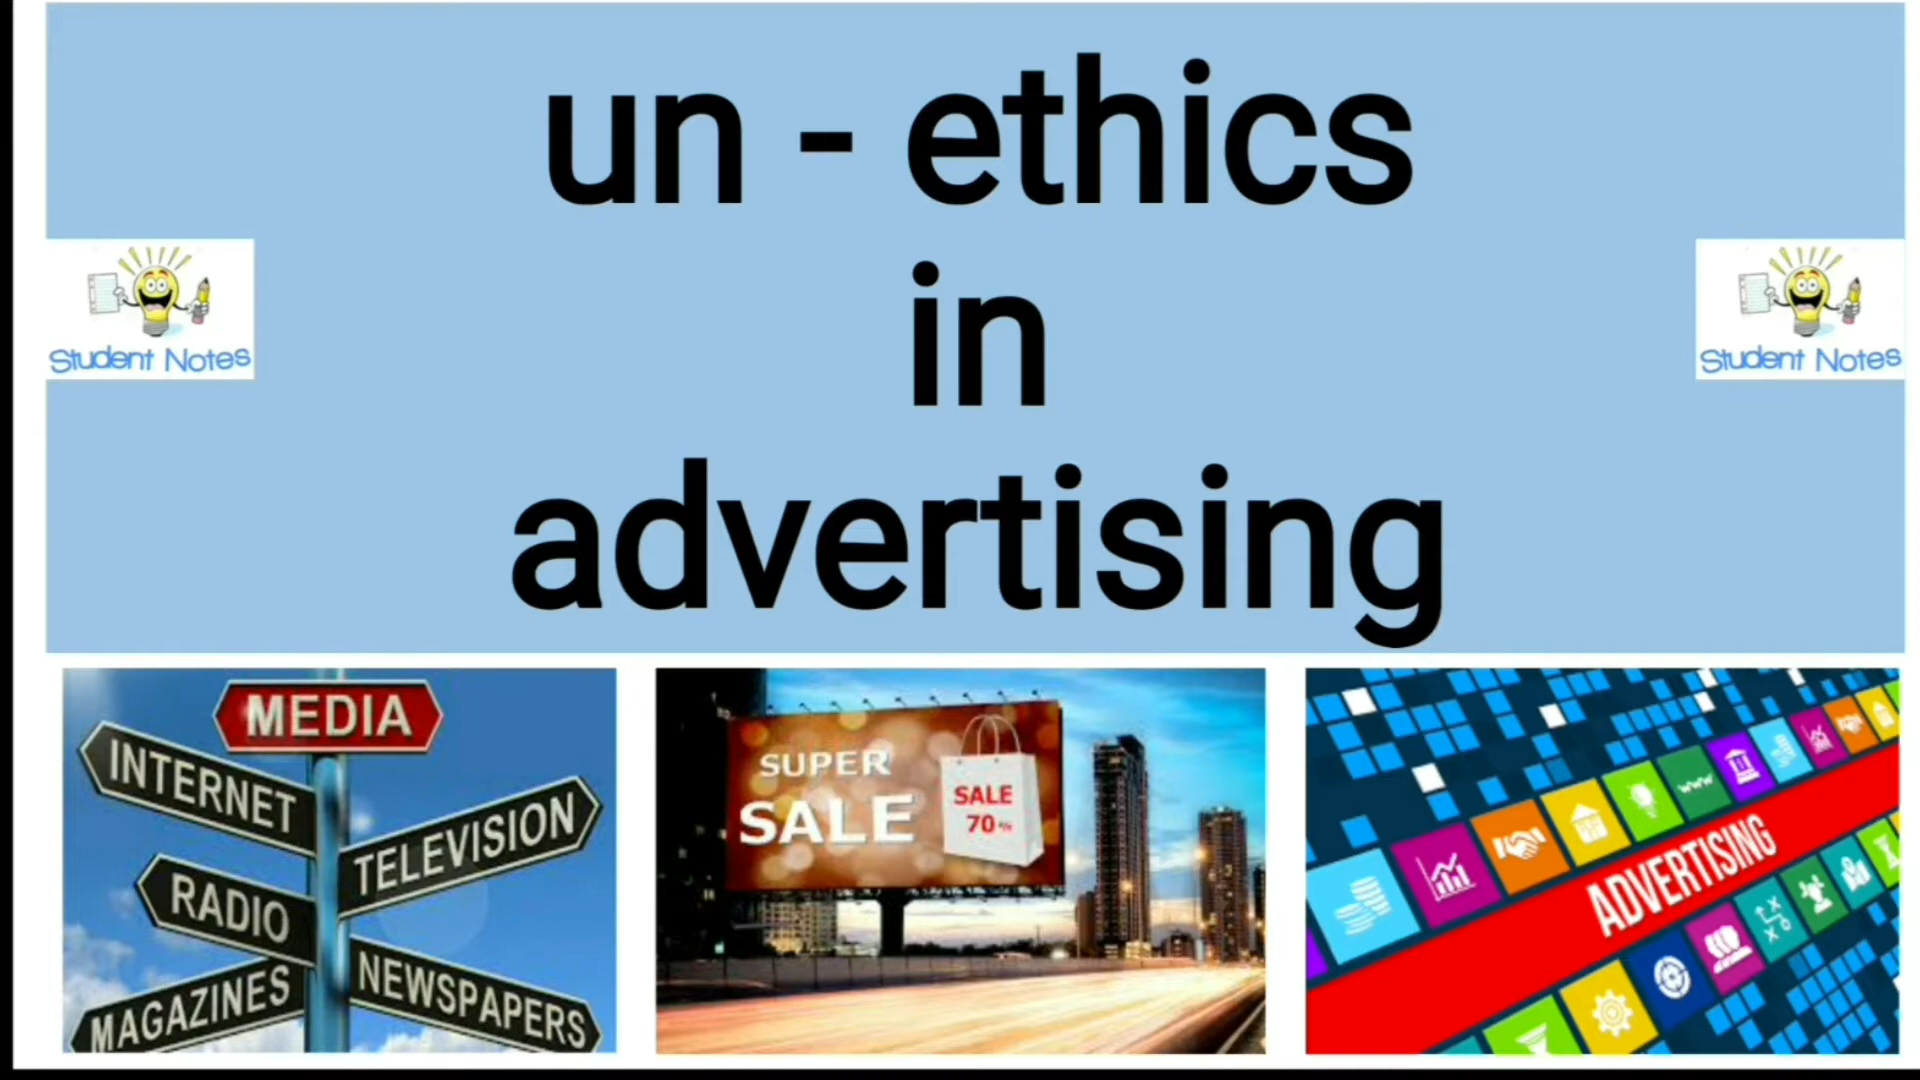 un - ethics
in
advertising
Student Notes
Student Notes
MEDIA
INTERNET
TELEVISION
RADIO
NEWSPAPERS
MAGAZINES
SUPER
SALE
SALE
70%
www
ADVERTISING